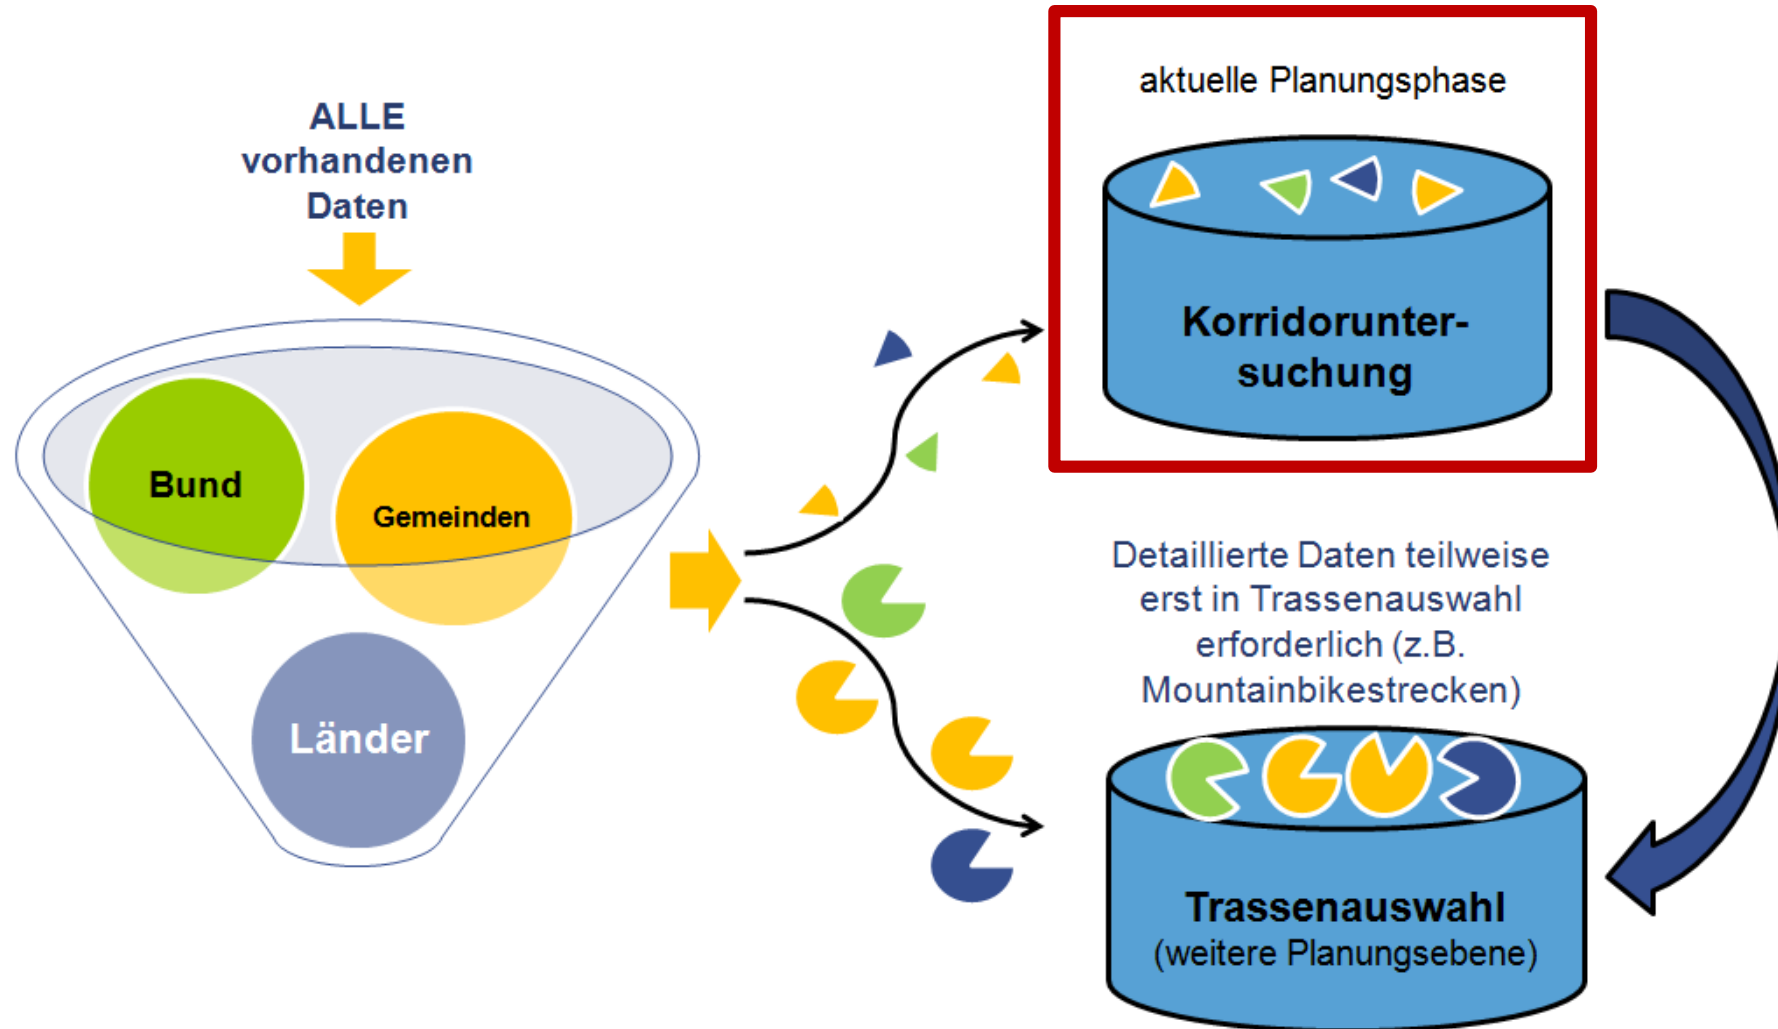 ALLE
vorhandenen
Daten
Bund
Gemeinden
Länder
aktuelle Planungsphase
Korridorunter-
suchung
Detaillierte Daten teilweise
erst in Trassenauswahl
erforderlich (z.B.
Mountainbikestrecken)
Trassenauswahl
(weitere Planungsebene)